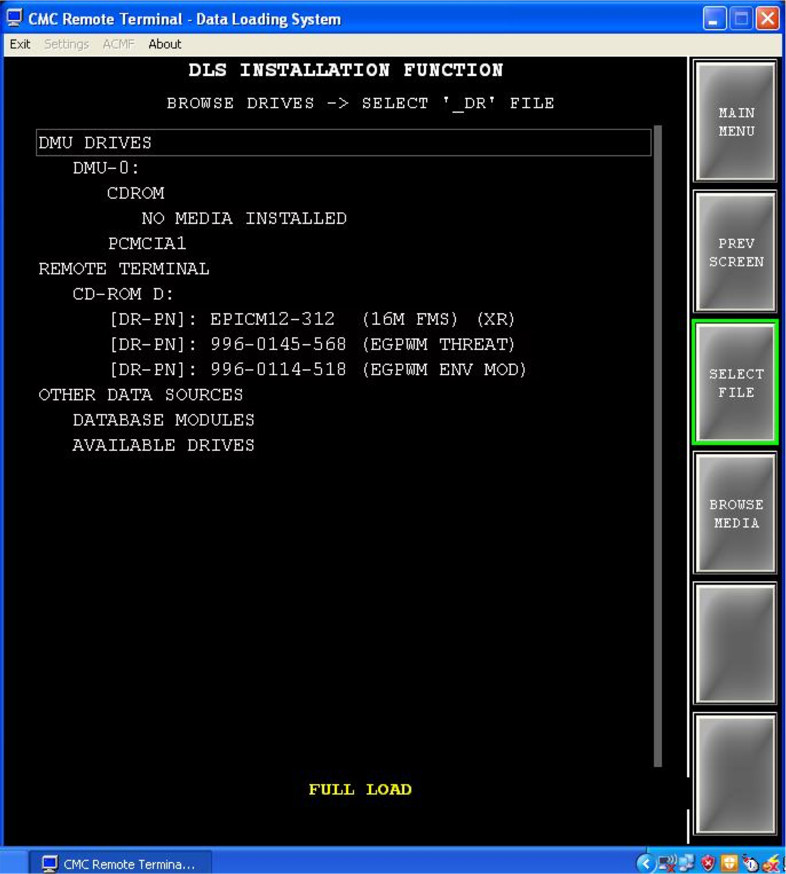 CMC Remote Terminal - Data Loading System
Exit Settings ACMF About
DLS INSTALLATION FUNCTION
BROWSE DRIVES -> SELECT '_DR' FILE
DMU DRIVES
DMU-0:
CDROM
NO MEDIA INSTALLED
PCMCIA1
REMOTE TERMINAL
CD-ROM D:
[DR-PN]: EPICM12-312 (16M FMS) (XR)
[DR-PN]: 996-0145-568 (EGPWM THREAT)
[DR-PN]: 996-0114-518 (EGPWM ENV MOD)
OTHER DATA SOURCES
DATABASE MODULES
AVAILABLE DRIVES
FULL LOAD
MAIN
MENU
PREV
SCREEN
SELECT
FILE
BROWSE
MEDIA
CMC Remote Termina...